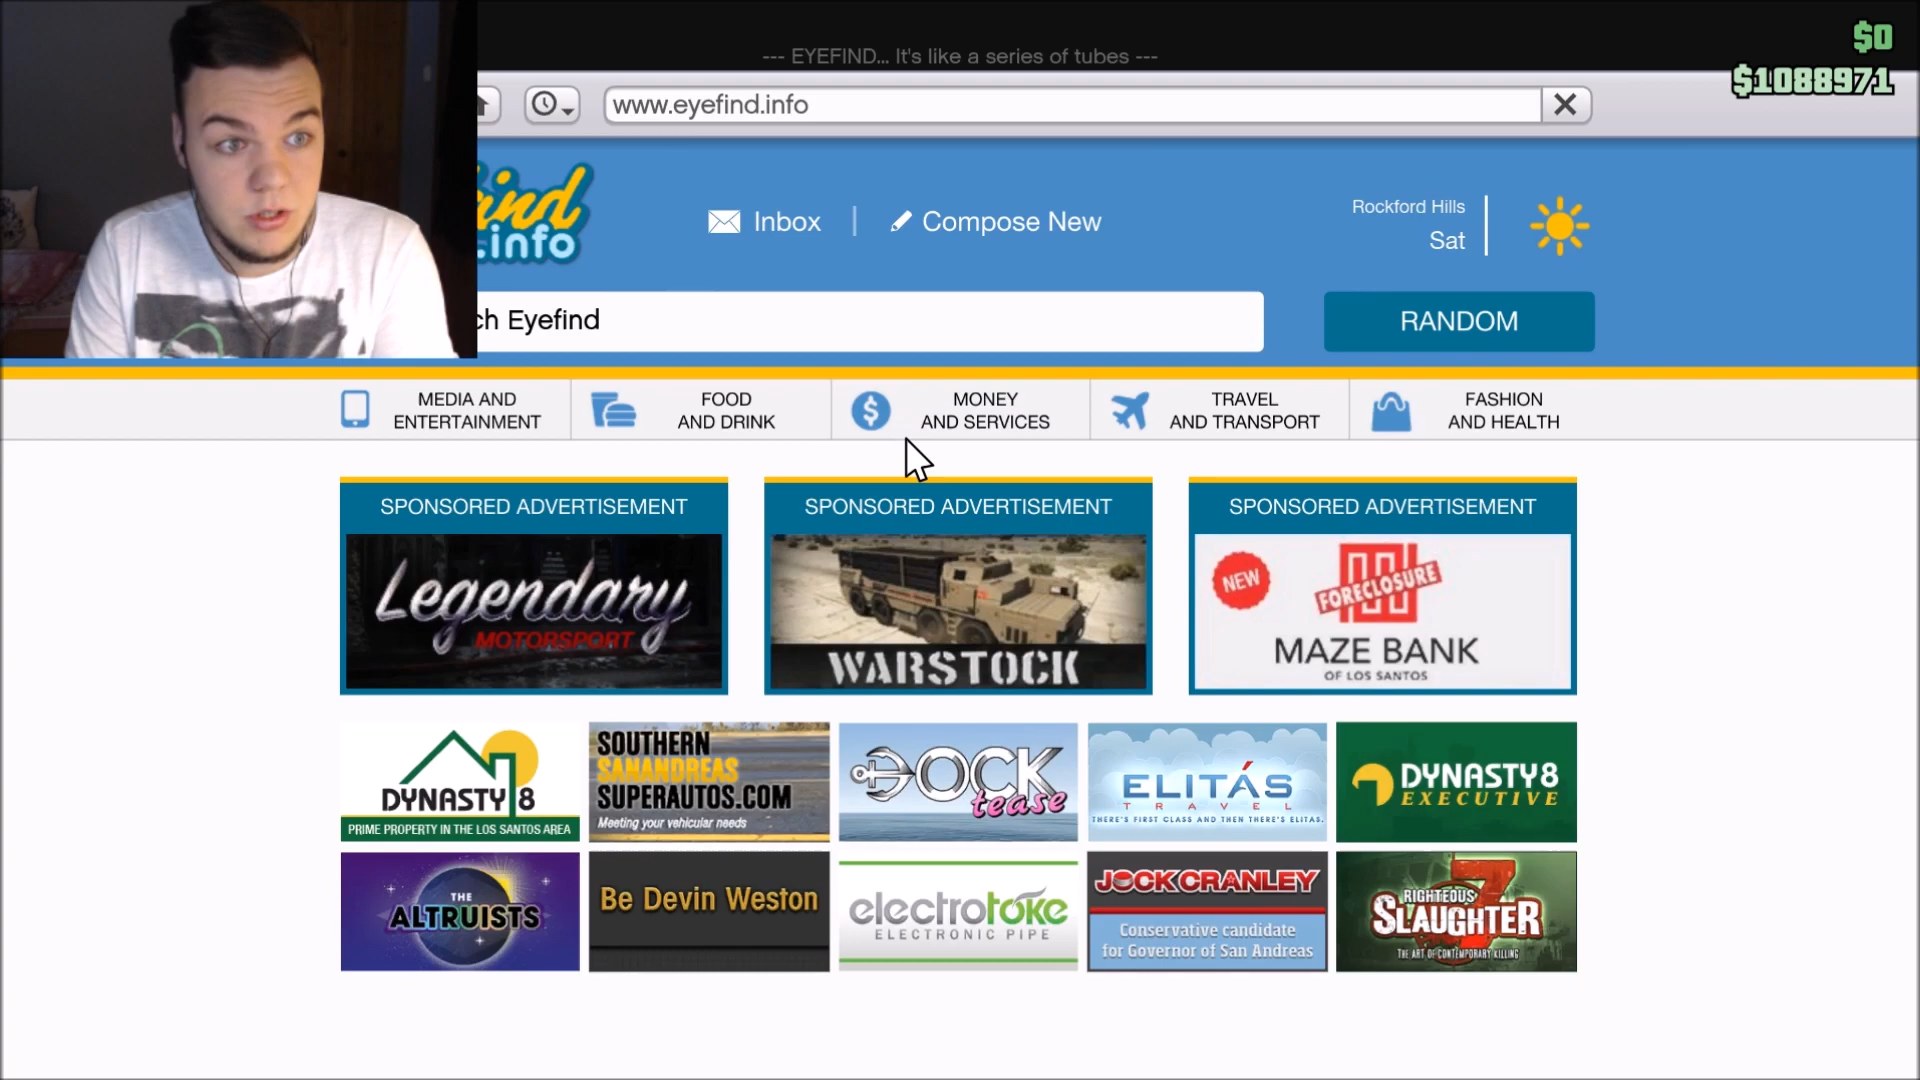 --- EYEFIND... It's like a series of tubes ---
$0
$1088971
www.eyefind.info
ind
.info
Inbox
Compose New
Rockford Hills
Sat
ch Eyefind
RANDOM
MEDIA AND
ENTERTAINMENT
FOOD
AND DRINK
MONEY
AND SERVICES
TRAVEL
AND TRANSPORT
FASHION
AND HEALTH
SPONSORED ADVERTISEMENT
Legendary
MOTORSPORT
SPONSORED ADVERTISEMENT
WARSTOCK
SPONSORED ADVERTISEMENT
NEW
FORECLOSURE
MAZE BANK
OF LOS SANTOS
DYNASTY 8
PRIME PROPERTY IN THE LOS SANTOS AREA
SOUTHERN
SANANDREAS
SUPERAUTOS.COM
Meeting your vehicular needs
DOCK
tease
ELITÁS
TRAVEL
THERE'S FIRST CLASS AND THEN THERE'S ELITAS.
DYNASTY8
EXECUTIVE
THE
ALTRUISTS
Be Devin Weston
electrotoke
ELECTRONIC PIPE
JOCK CRANLEY
Conservative candidate
for Governor of San Andreas
RIGHTEOUS
SLAUGHTER
7
THE ART OF CONTEMPORARY KILLING